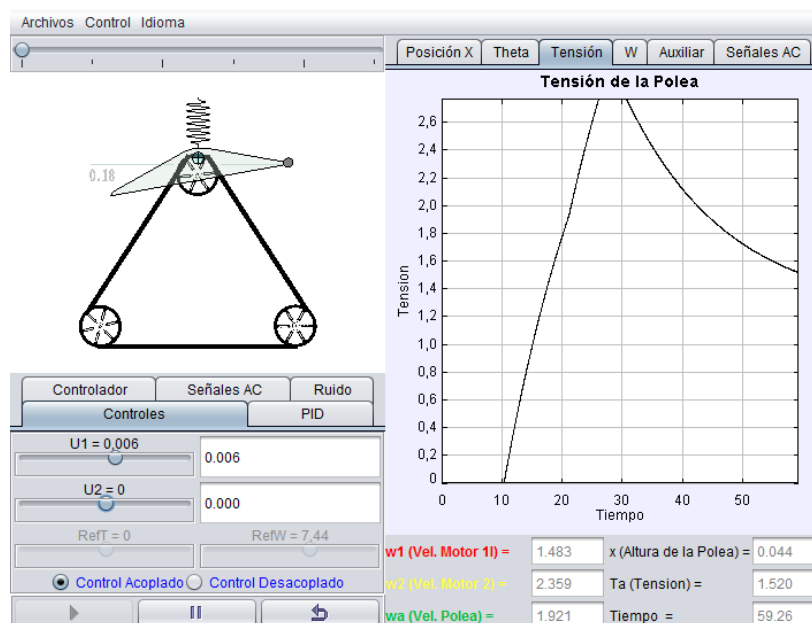 Archivos Control Idioma
Posición X Theta Tensión W Auxiliar Señales AC
Tensión de la Polea
0.18
2,6
2,4
2,2
2,0
1,8
1,6
1,4
1,2
1,0
0,8
0,6
0,4
0,2
0
Tension
0 10 20 30 40 50
Tiempo
Controlador Señales AC Ruido
Controles PID
U1 = 0,006
0.006
U2 = 0
0.000
RefT = 0 RefW = 7,44
Control Acoplado Control Desacoplado
w1 (Vel. Motor 1l) = 1.483 x (Altura de la Polea) = 0.044
w2 (Vel. Motor 2) = 2.359 Ta (Tension) = 1.520
wa (Vel. Polea) = 1.921 Tiempo = 59.26